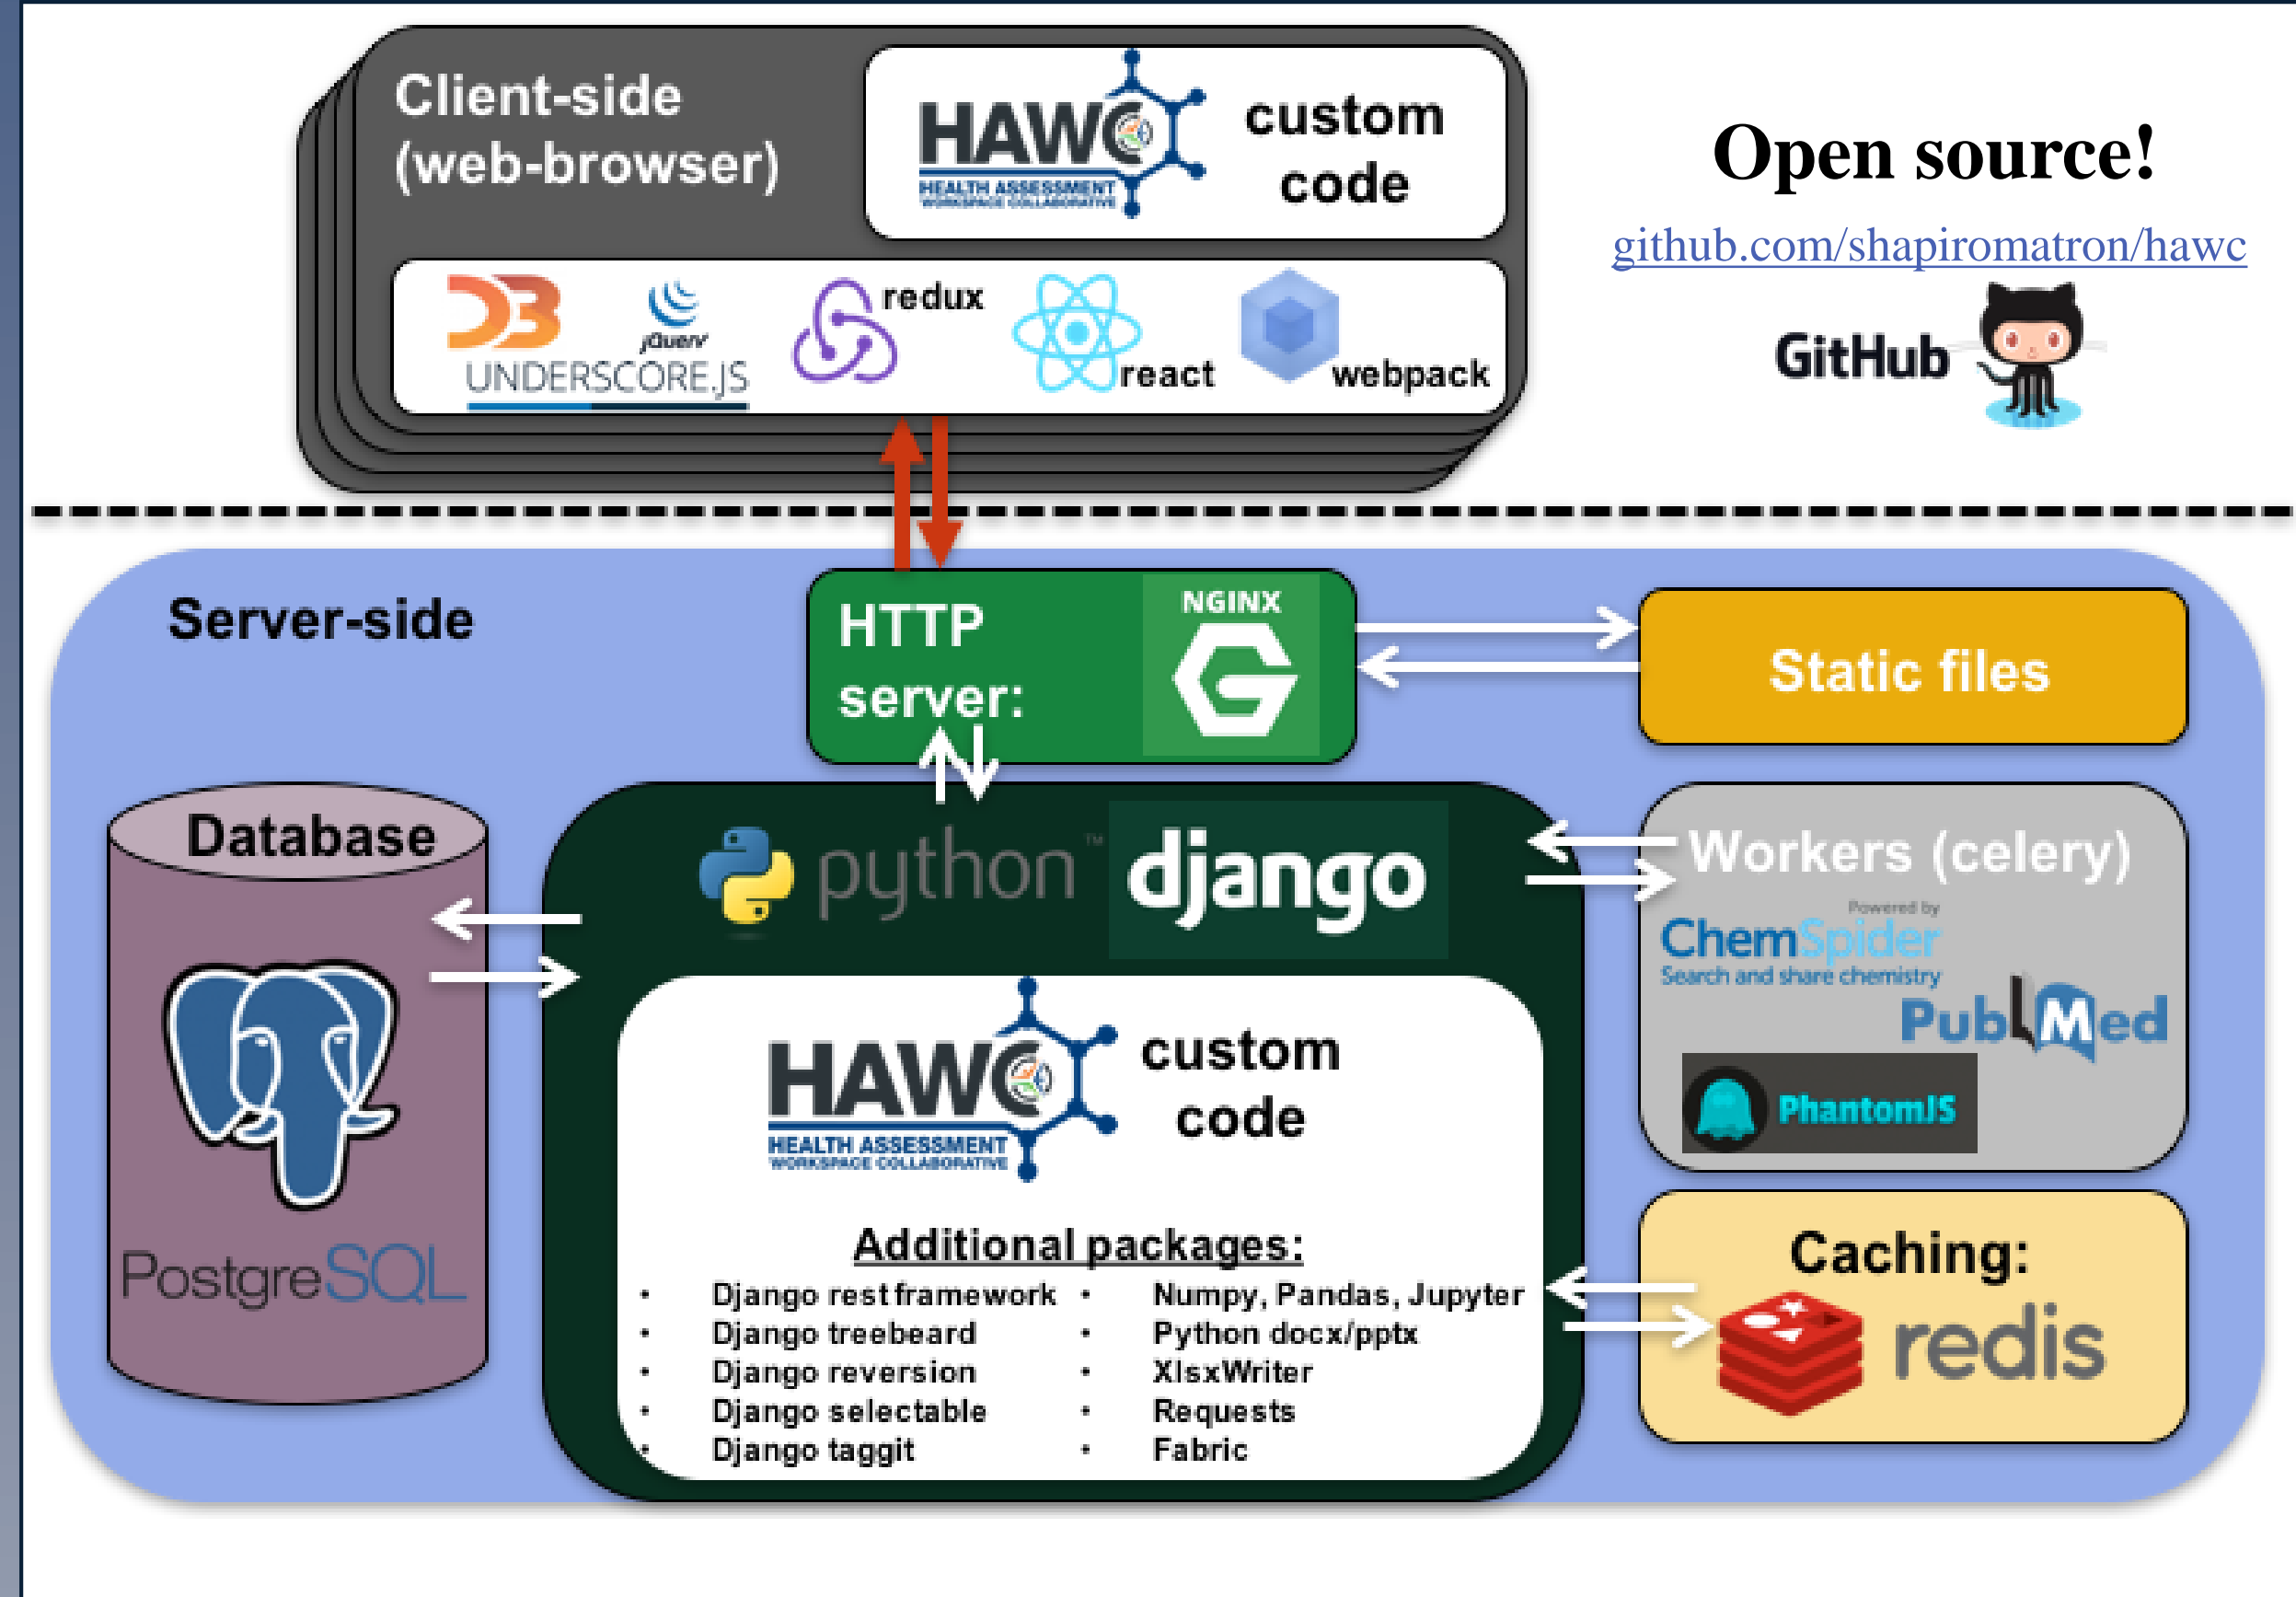 Client-side
(web-browser)
HAWC
HEALTH ASSESSMENT
WORKSPACE COLLABORATIVE
custom
code
D3
jQuery
UNDERSCORE.JS
redux
react
webpack
Open source!
github.com/shapiromatron/hawc
GitHub
Server-side
HTTP
server:
NGINX
G
Static files
Database
PostgreSQL
python™
django
HAWC
HEALTH ASSESSMENT
WORKSPACE COLLABORATIVE
custom
code
Additional packages:
• Django rest framework
• Django treebeard
• Django reversion
• Django selectable
• Django taggit
• Numpy, Pandas, Jupyter
• Python docx/pptx
• XlsxWriter
• Requests
• Fabric
Workers (celery)
Powered by
ChemSpider
Search and share chemistry
PubMed
PhantomJS
Caching:
redis